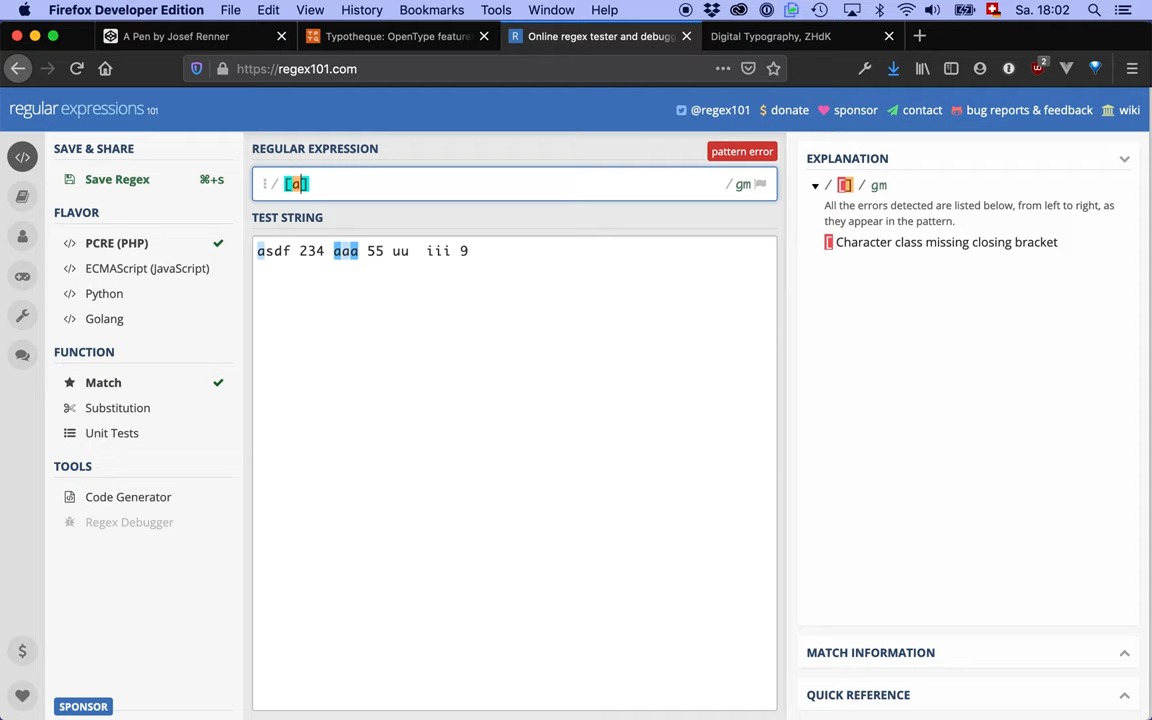 Firefox Developer Edition File Edit View History Bookmarks Tools Window Help Sa. 18:02
A Pen by Josef Renner
Typotheque: OpenType feature
Online regex tester and debugg
Digital Typography, ZHdK
https://regex101.com
2
regular expressions 101
@regex101 $ donate sponsor contact bug reports & feedback wiki
SAVE & SHARE
Save Regex ⌘+s
FLAVOR
PCRE (PHP)
ECMAScript (JavaScript)
Python
Golang
FUNCTION
Match
Substitution
Unit Tests
TOOLS
Code Generator
Regex Debugger
SPONSOR
REGULAR EXPRESSION
pattern error
/ [a] / gm
TEST STRING
asdf 234 aaa 55 uu  iii 9
EXPLANATION
/ [] / gm
All the errors detected are listed below, from left to right, as
they appear in the pattern.
[ Character class missing closing bracket
MATCH INFORMATION
QUICK REFERENCE